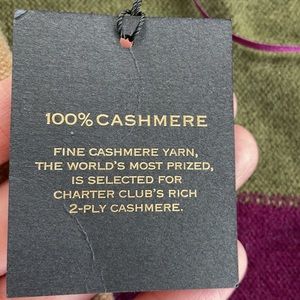 100% CASHMERE
FINE CASHMERE YARN,
THE WORLD'S MOST PRIZED,
IS SELECTED FOR
CHARTER CLUB'S RICH
2-PLY CASHMERE.